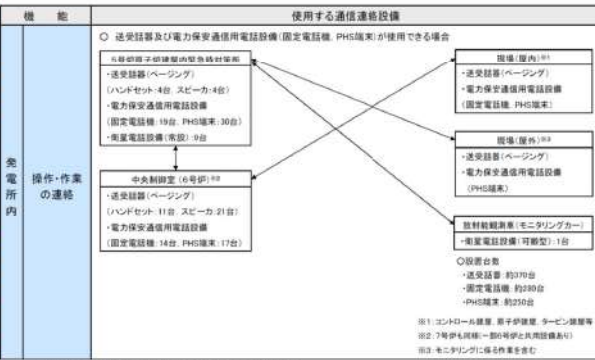 機 能
使用する通信連絡設備
発電所内
操作・作業
の連絡
○ 送受話器及び電力保安通信用電話設備(固定電話機、PHS端末)が使用できる場合
5号炉原子炉建屋内緊急時対策所
・送受話器(ページング)
(ハンドセット:4台、スピーカ:4台)
・電力保安通信用電話設備
(固定電話機:19台、PHS端末:30台)
・衛星電話設備(常設):9台
中央制御室(6号炉)※2
・送受話器(ページング)
(ハンドセット:11台、スピーカ:21台)
・電力保安通信用電話設備
(固定電話機:14台、PHS端末:17台)
現場(屋内)※1
・送受話器(ページング)
・電力保安通信用電話設備
(固定電話機、PHS端末)
現場(屋外)※3
・送受話器(ページング)
・電力保安通信用電話設備
(PHS端末)
放射能観測車(モニタリングカー)
・衛星電話設備(可搬型):1台
○設置台数
・送受話器:約370台
・固定電話機:約280台
・PHS端末:約250台
※1:コントロール建屋、原子炉建屋、タービン建屋等
※2:7号炉も同様(一部6号炉と共用設備あり)
※3:モニタリングに係る作業を含む